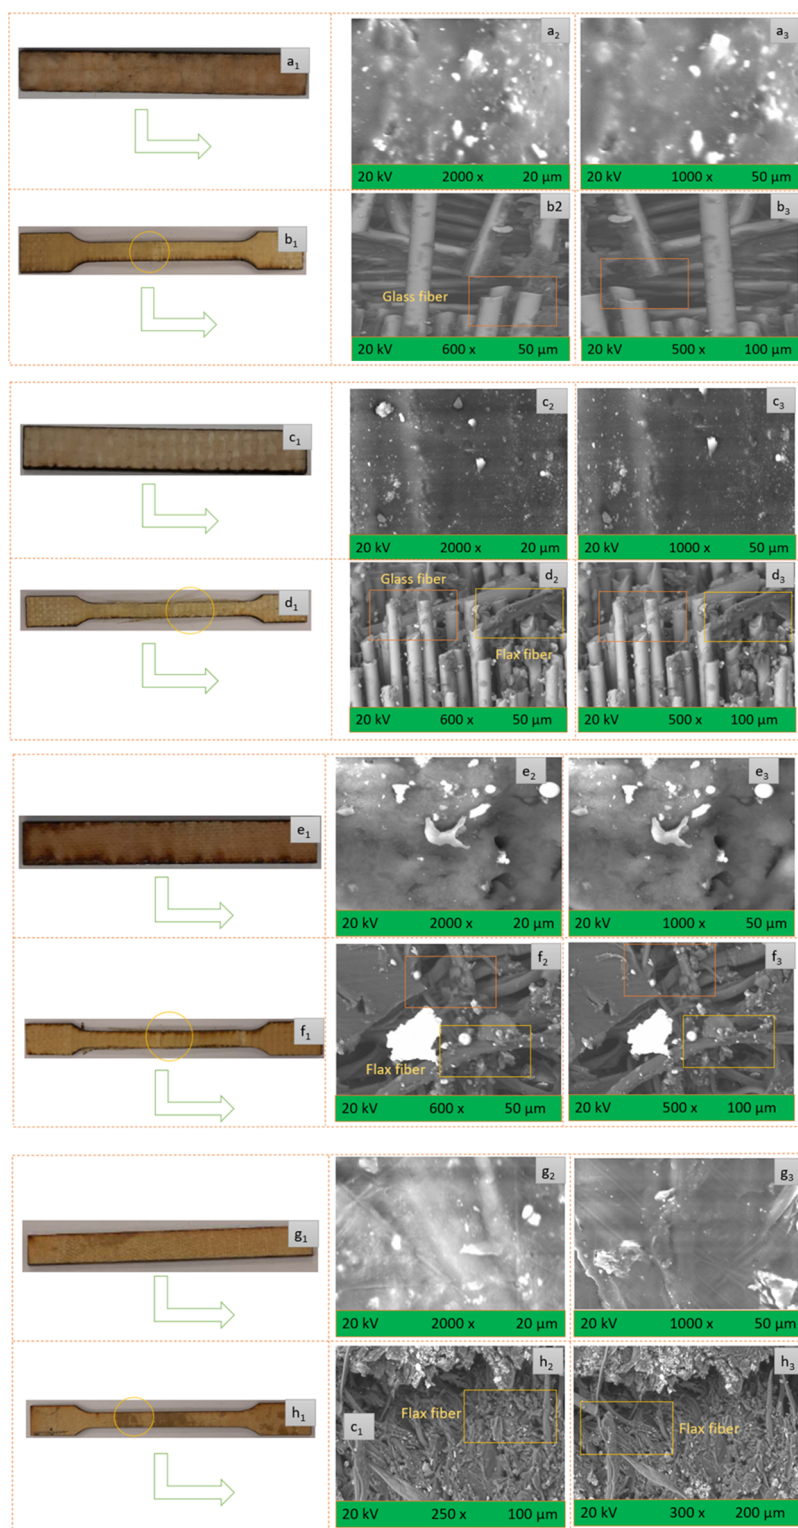 a1
a2
a3
20 kV 2000 x 20 µm
20 kV 1000 x 50 µm
b1
b2
b3
Glass fiber
20 kV 600 x 50 µm
20 kV 500 x 100 µm
c1
c2
c3
20 kV 2000 x 20 µm
20 kV 1000 x 50 µm
d1
Glass fiber
d2
d3
Flax fiber
20 kV 600 x 50 µm
20 kV 500 x 100 µm
e1
e2
e3
20 kV 2000 x 20 µm
20 kV 1000 x 50 µm
f1
f2
f3
Flax fiber
20 kV 600 x 50 µm
20 kV 500 x 100 µm
g1
g2
g3
20 kV 2000 x 20 µm
20 kV 1000 x 50 µm
h1
h2
h3
Flax fiber
c1
Flax fiber
20 kV 250 x 100 µm
20 kV 300 x 200 µm